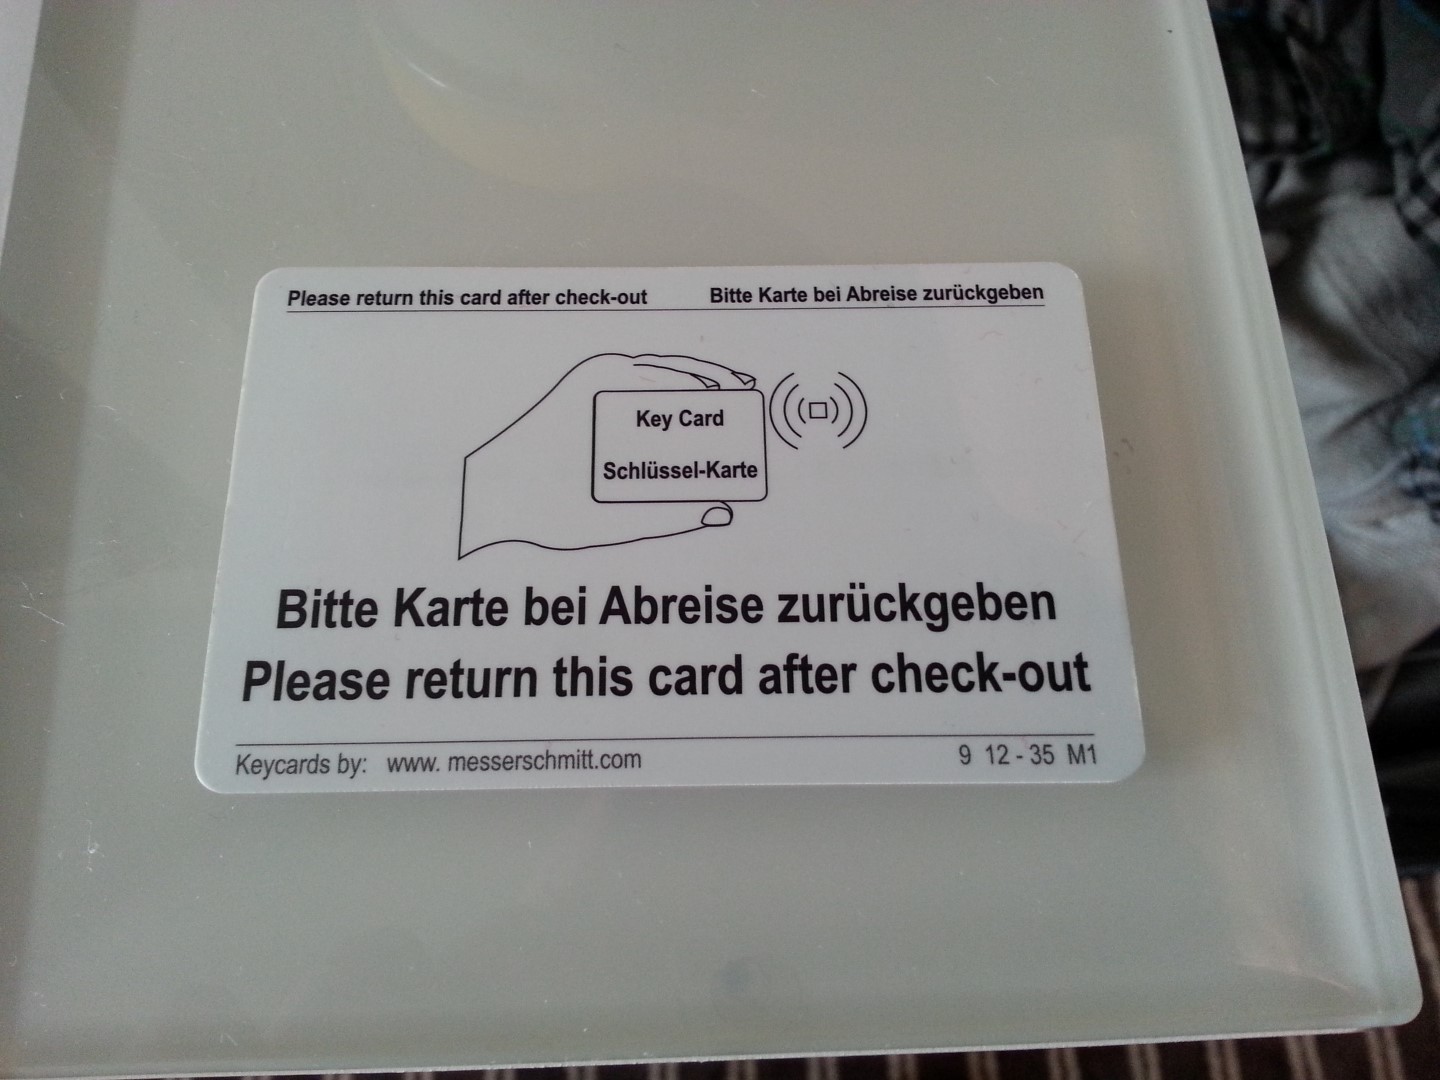 Please return this card after check-out Bitte Karte bei Abreise zurückgeben
Key Card
Schlüssel-Karte
Bitte Karte bei Abreise zurückgeben
Please return this card after check-out
Keycards by: www. messerschmitt.com 9 12 - 35 M1